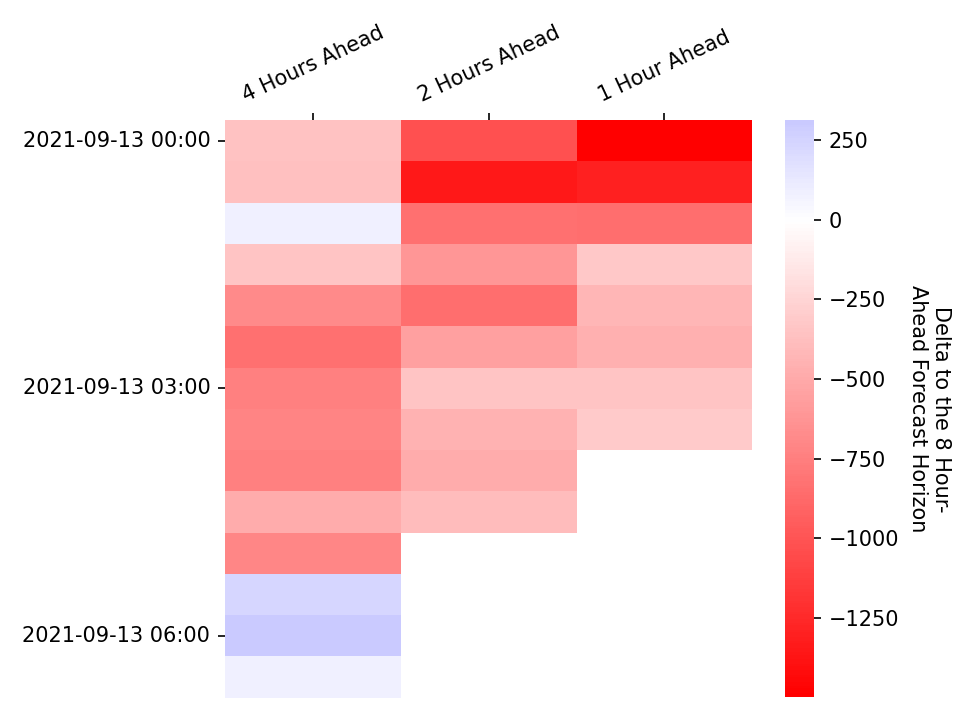 4 Hours Ahead
2 Hours Ahead
1 Hour Ahead
2021-09-13 00:00
2021-09-13 03:00
2021-09-13 06:00
250
0
−250
−500
−750
−1000
−1250
Delta to the 8 Hour-
Ahead Forecast Horizon